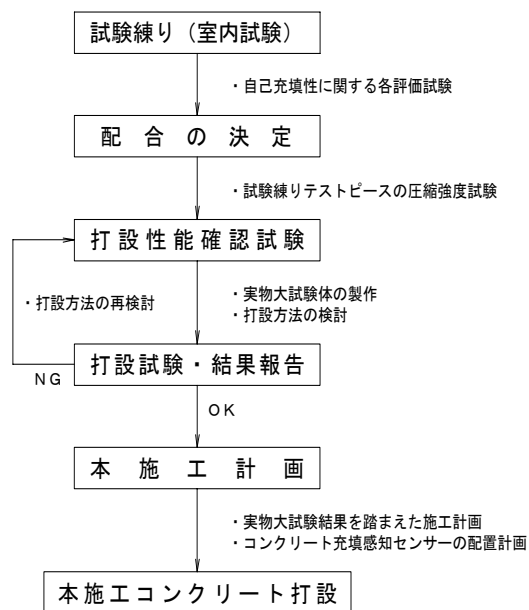 試験練り（室内試験）
・自己充填性に関する各評価試験
配合の決定
・試験練りテストピースの圧縮強度試験
打設性能確認試験
・打設方法の再検討
・実物大試験体の製作
・打設方法の検討
打設試験・結果報告
NG
OK
本施工計画
・実物大試験結果を踏まえた施工計画
・コンクリート充填感知センサーの配置計画
本施工コンクリート打設